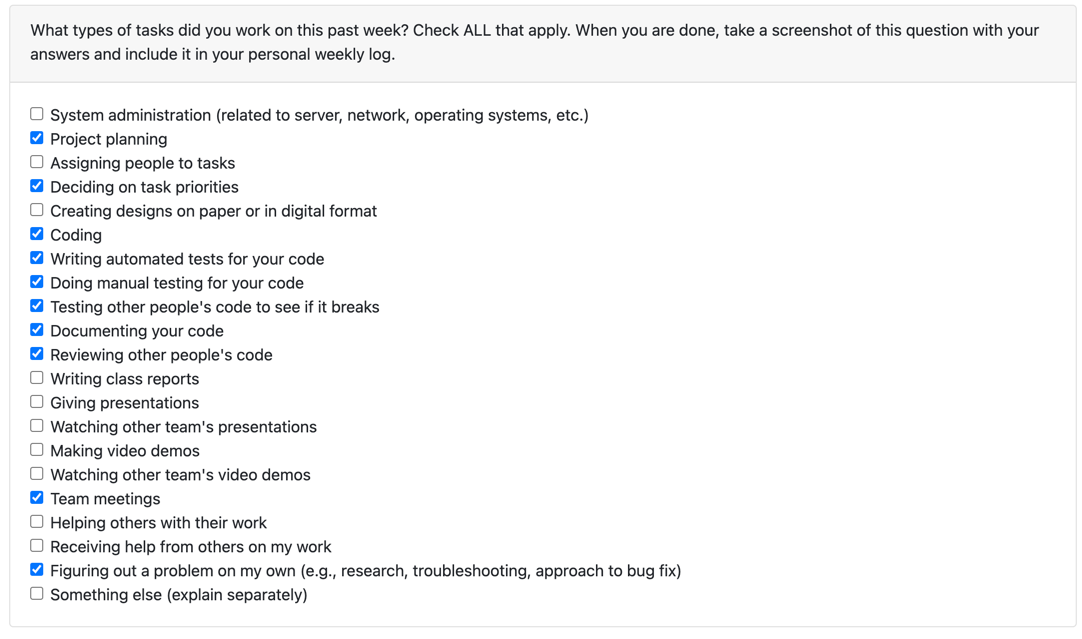 What types of tasks did you work on this past week? Check ALL that apply. When you are done, take a screenshot of this question with your
answers and include it in your personal weekly log.
System administration (related to server, network, operating systems, etc.)
Project planning
Assigning people to tasks
Deciding on task priorities
Creating designs on paper or in digital format
Coding
Writing automated tests for your code
Doing manual testing for your code
Testing other people's code to see if it breaks
Documenting your code
Reviewing other people's code
Writing class reports
Giving presentations
Watching other team's presentations
Making video demos
Watching other team's video demos
Team meetings
Helping others with their work
Receiving help from others on my work
Figuring out a problem on my own (e.g., research, troubleshooting, approach to bug fix)
Something else (explain separately)